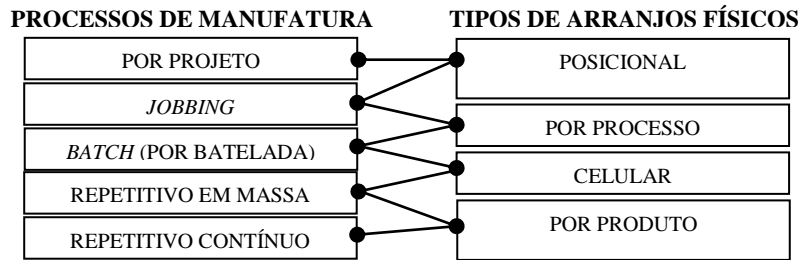 PROCESSOS DE MANUFATURA
TIPOS DE ARRANJOS FÍSICOS
POR PROJETO
JOBBING
BATCH (POR BATELADA)
REPETITIVO EM MASSA
REPETITIVO CONTÍNUO
POSICIONAL
POR PROCESSO
CELULAR
POR PRODUTO